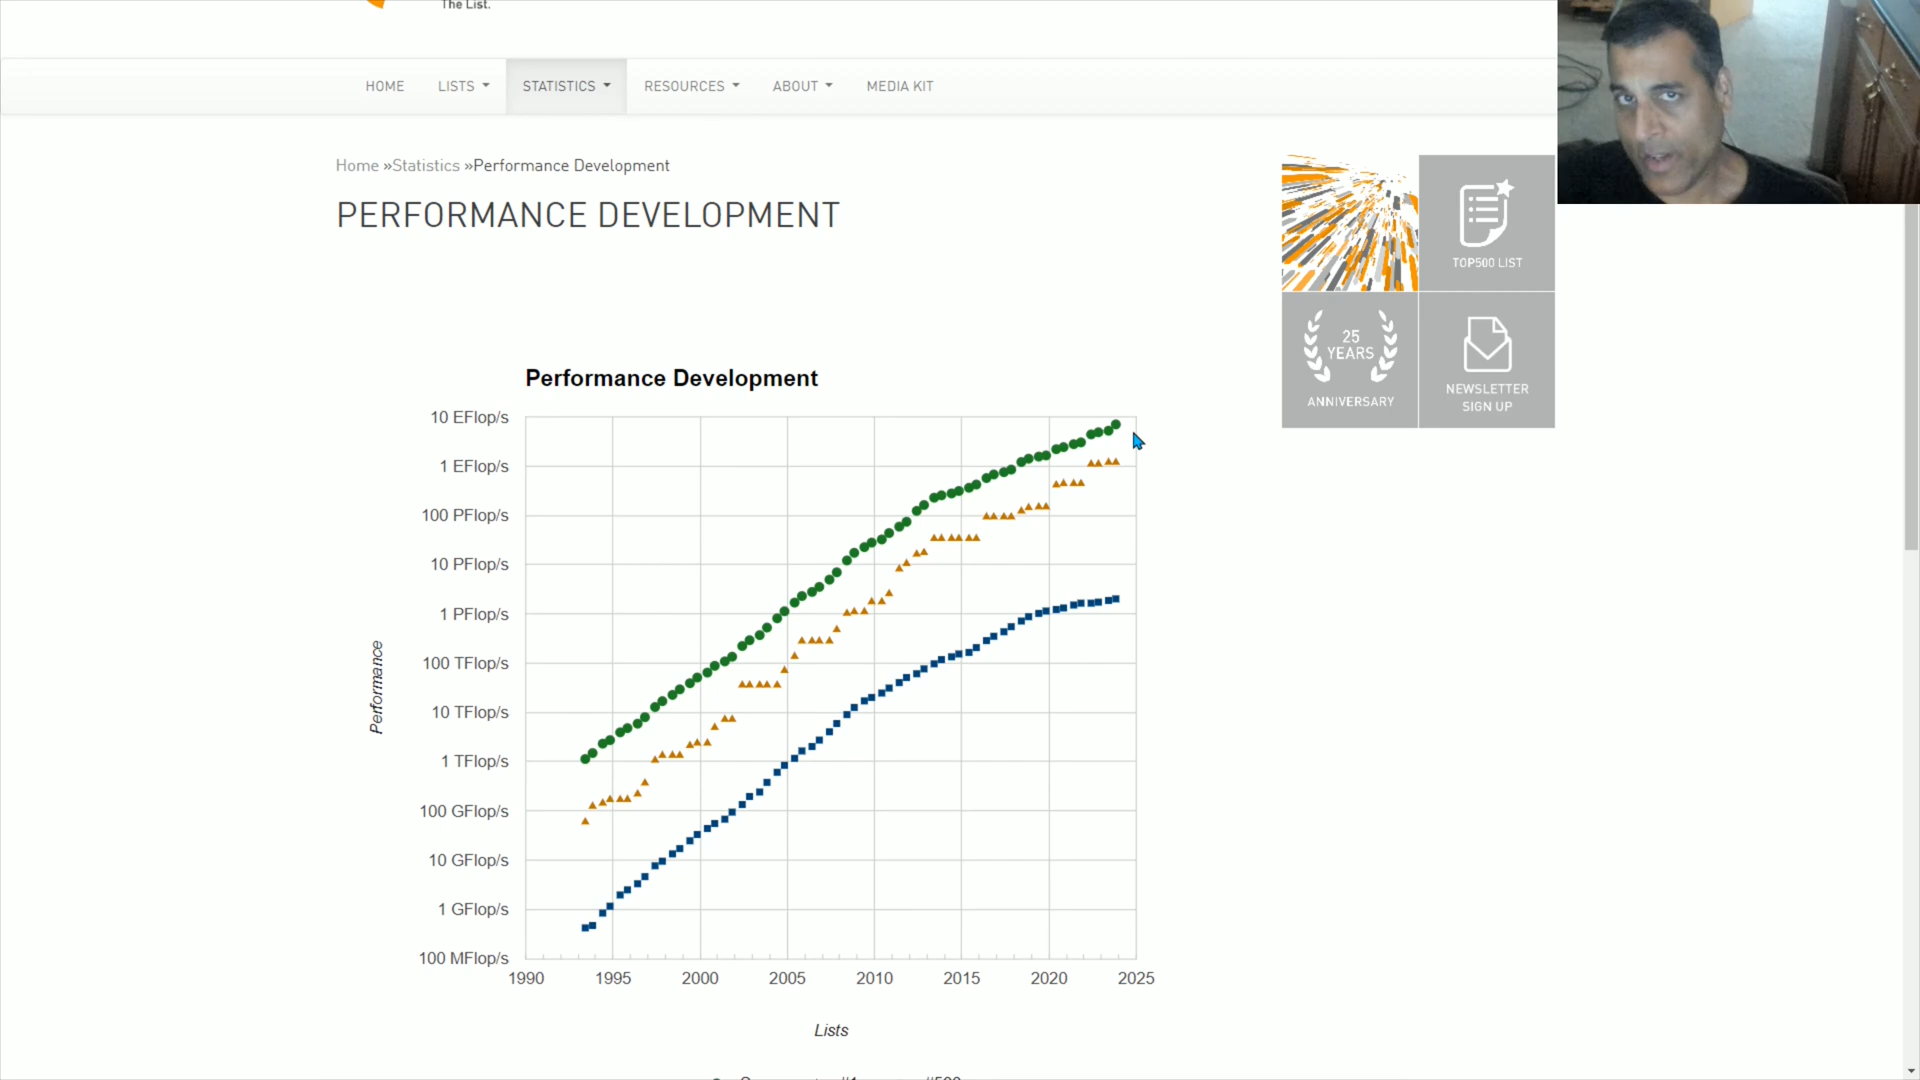 The List.
HOME LISTS STATISTICS RESOURCES ABOUT MEDIA KIT
Home »Statistics »Performance Development
PERFORMANCE DEVELOPMENT
TOP500 LIST
25
YEARS
ANNIVERSARY
NEWSLETTER
SIGN UP
Performance Development
10 EFlop/s
1 EFlop/s
100 PFlop/s
10 PFlop/s
1 PFlop/s
100 TFlop/s
10 TFlop/s
1 TFlop/s
100 GFlop/s
10 GFlop/s
1 GFlop/s
100 MFlop/s
Performance
1990 1995 2000 2005 2010 2015 2020 2025
Lists